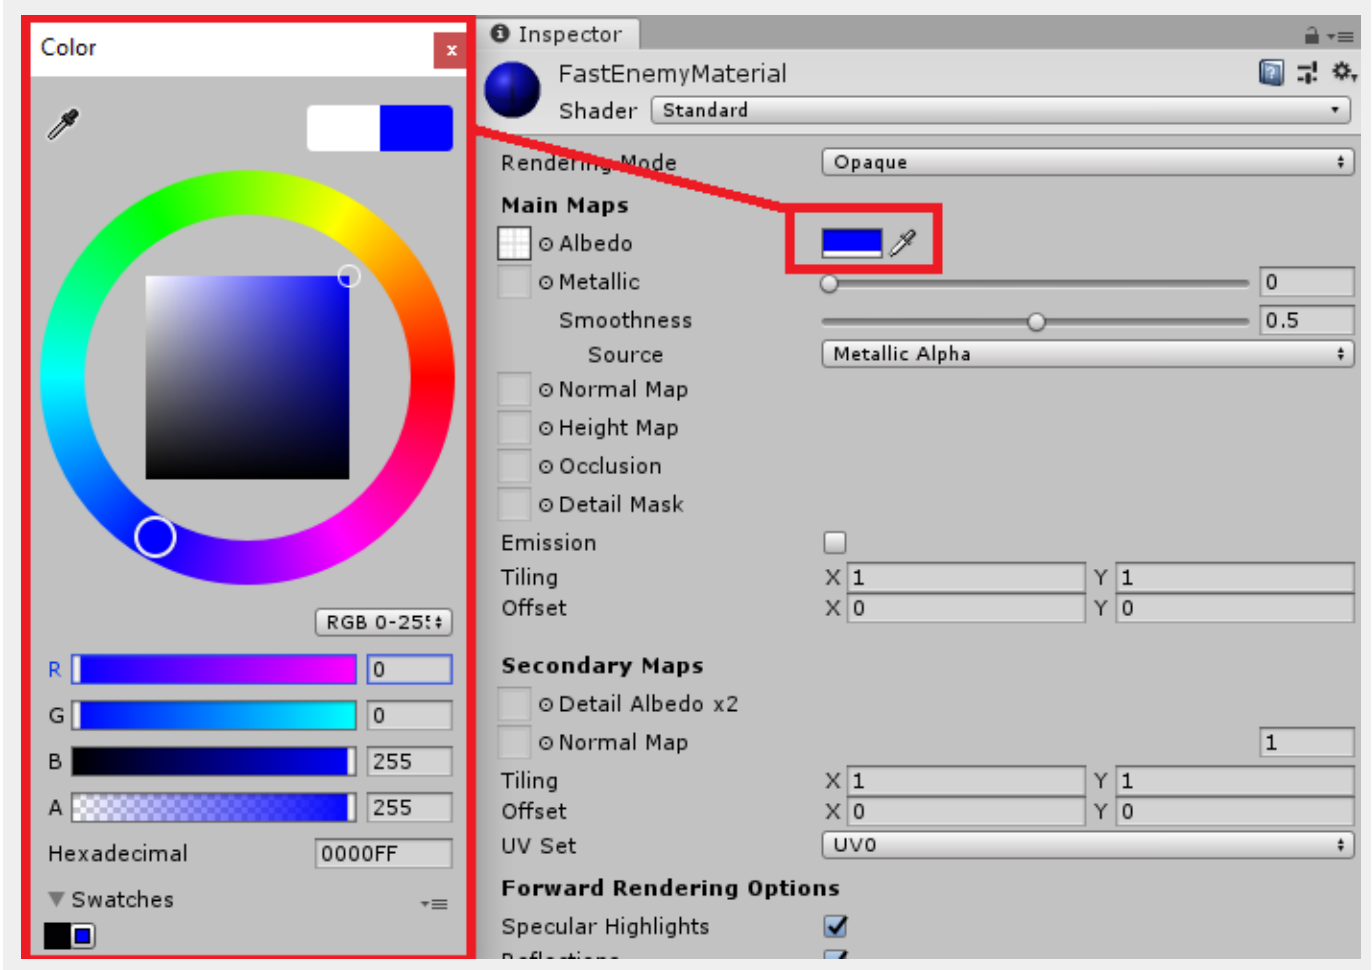 Color
x
RGB 0-255
R 0
G 0
B 255
A 255
Hexadecimal 0000FF
Swatches
Inspector
FastEnemyMaterial
Shader Standard
Rendering Mode Opaque
Main Maps
Albedo
Metallic 0
Smoothness 0.5
Source Metallic Alpha
Normal Map
Height Map
Occlusion
Detail Mask
Emission
Tiling X 1 Y 1
Offset X 0 Y 0
Secondary Maps
Detail Albedo x2
Normal Map 1
Tiling X 1 Y 1
Offset X 0 Y 0
UV Set UV0
Forward Rendering Options
Specular Highlights